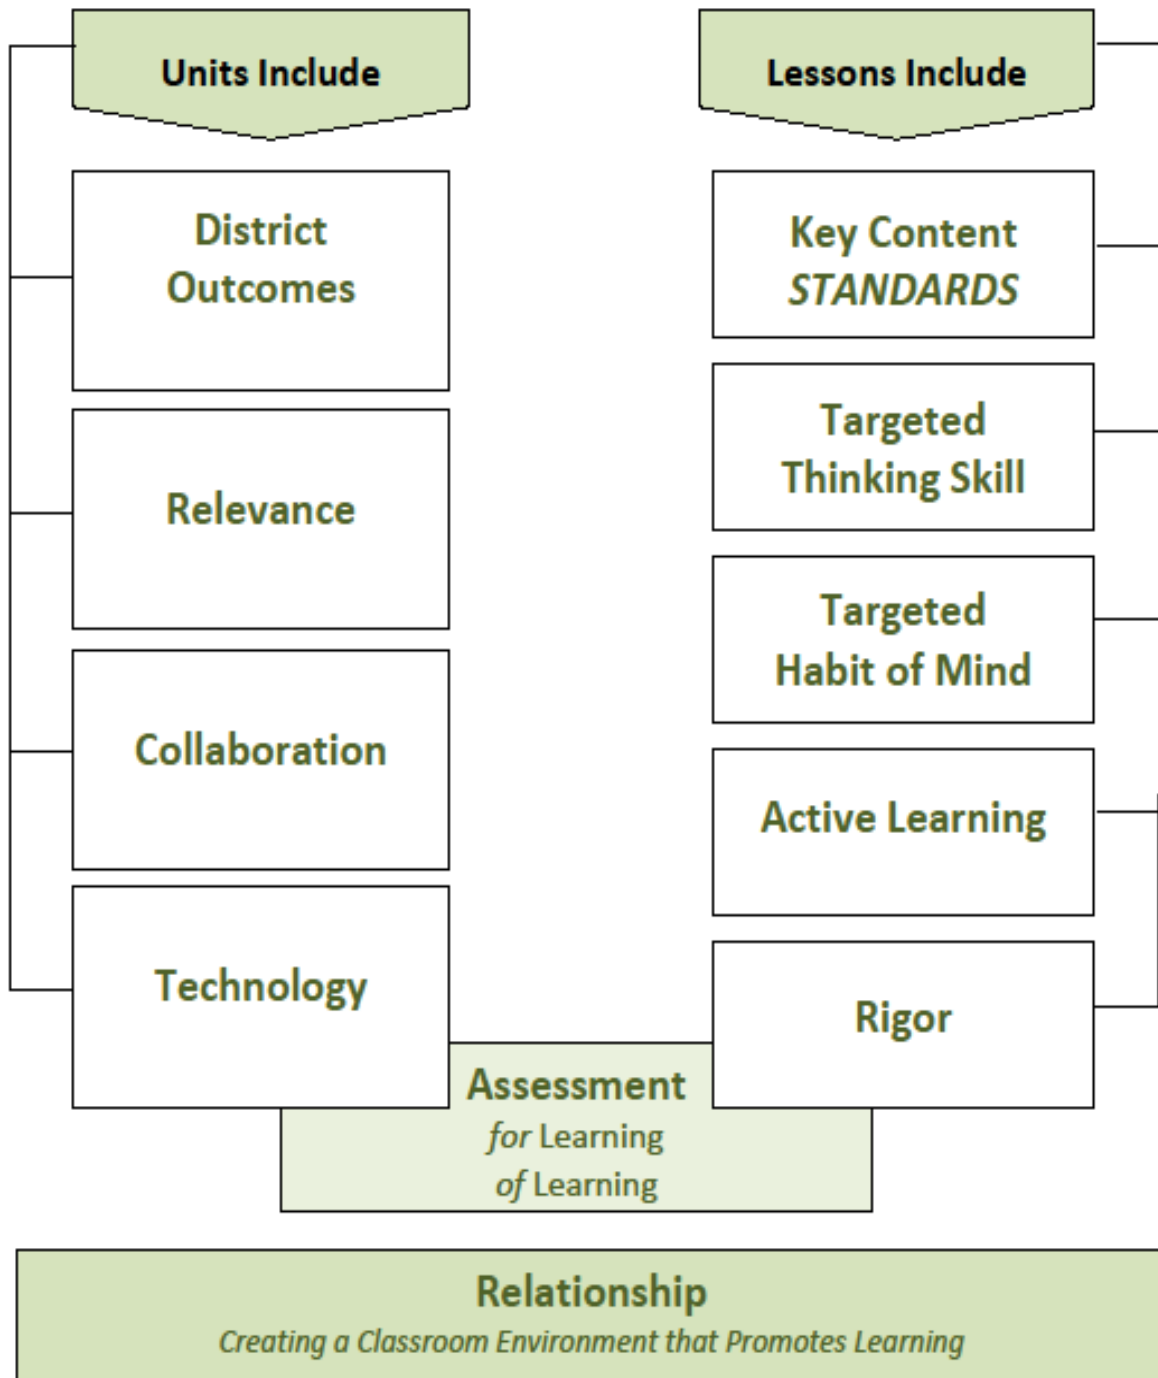 Units Include
District
Outcomes
Relevance
Collaboration
Technology
Lessons Include
Key Content
STANDARDS
Targeted
Thinking Skill
Targeted
Habit of Mind
Active Learning
Rigor
Assessment
for Learning
of Learning
Relationship
Creating a Classroom Environment that Promotes Learning